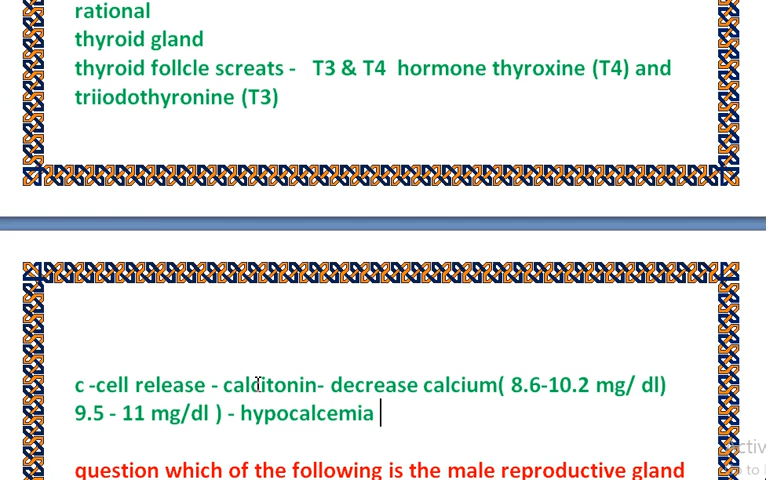 rational
thyroid gland
thyroid follcle screats -   T3 & T4  hormone thyroxine (T4) and
triiodothyronine (T3)
c -cell release - calcitonin- decrease calcium( 8.6-10.2 mg/ dl)
9.5 - 11 mg/dl ) - hypocalcemia
question which of the following is the male reproductive gland